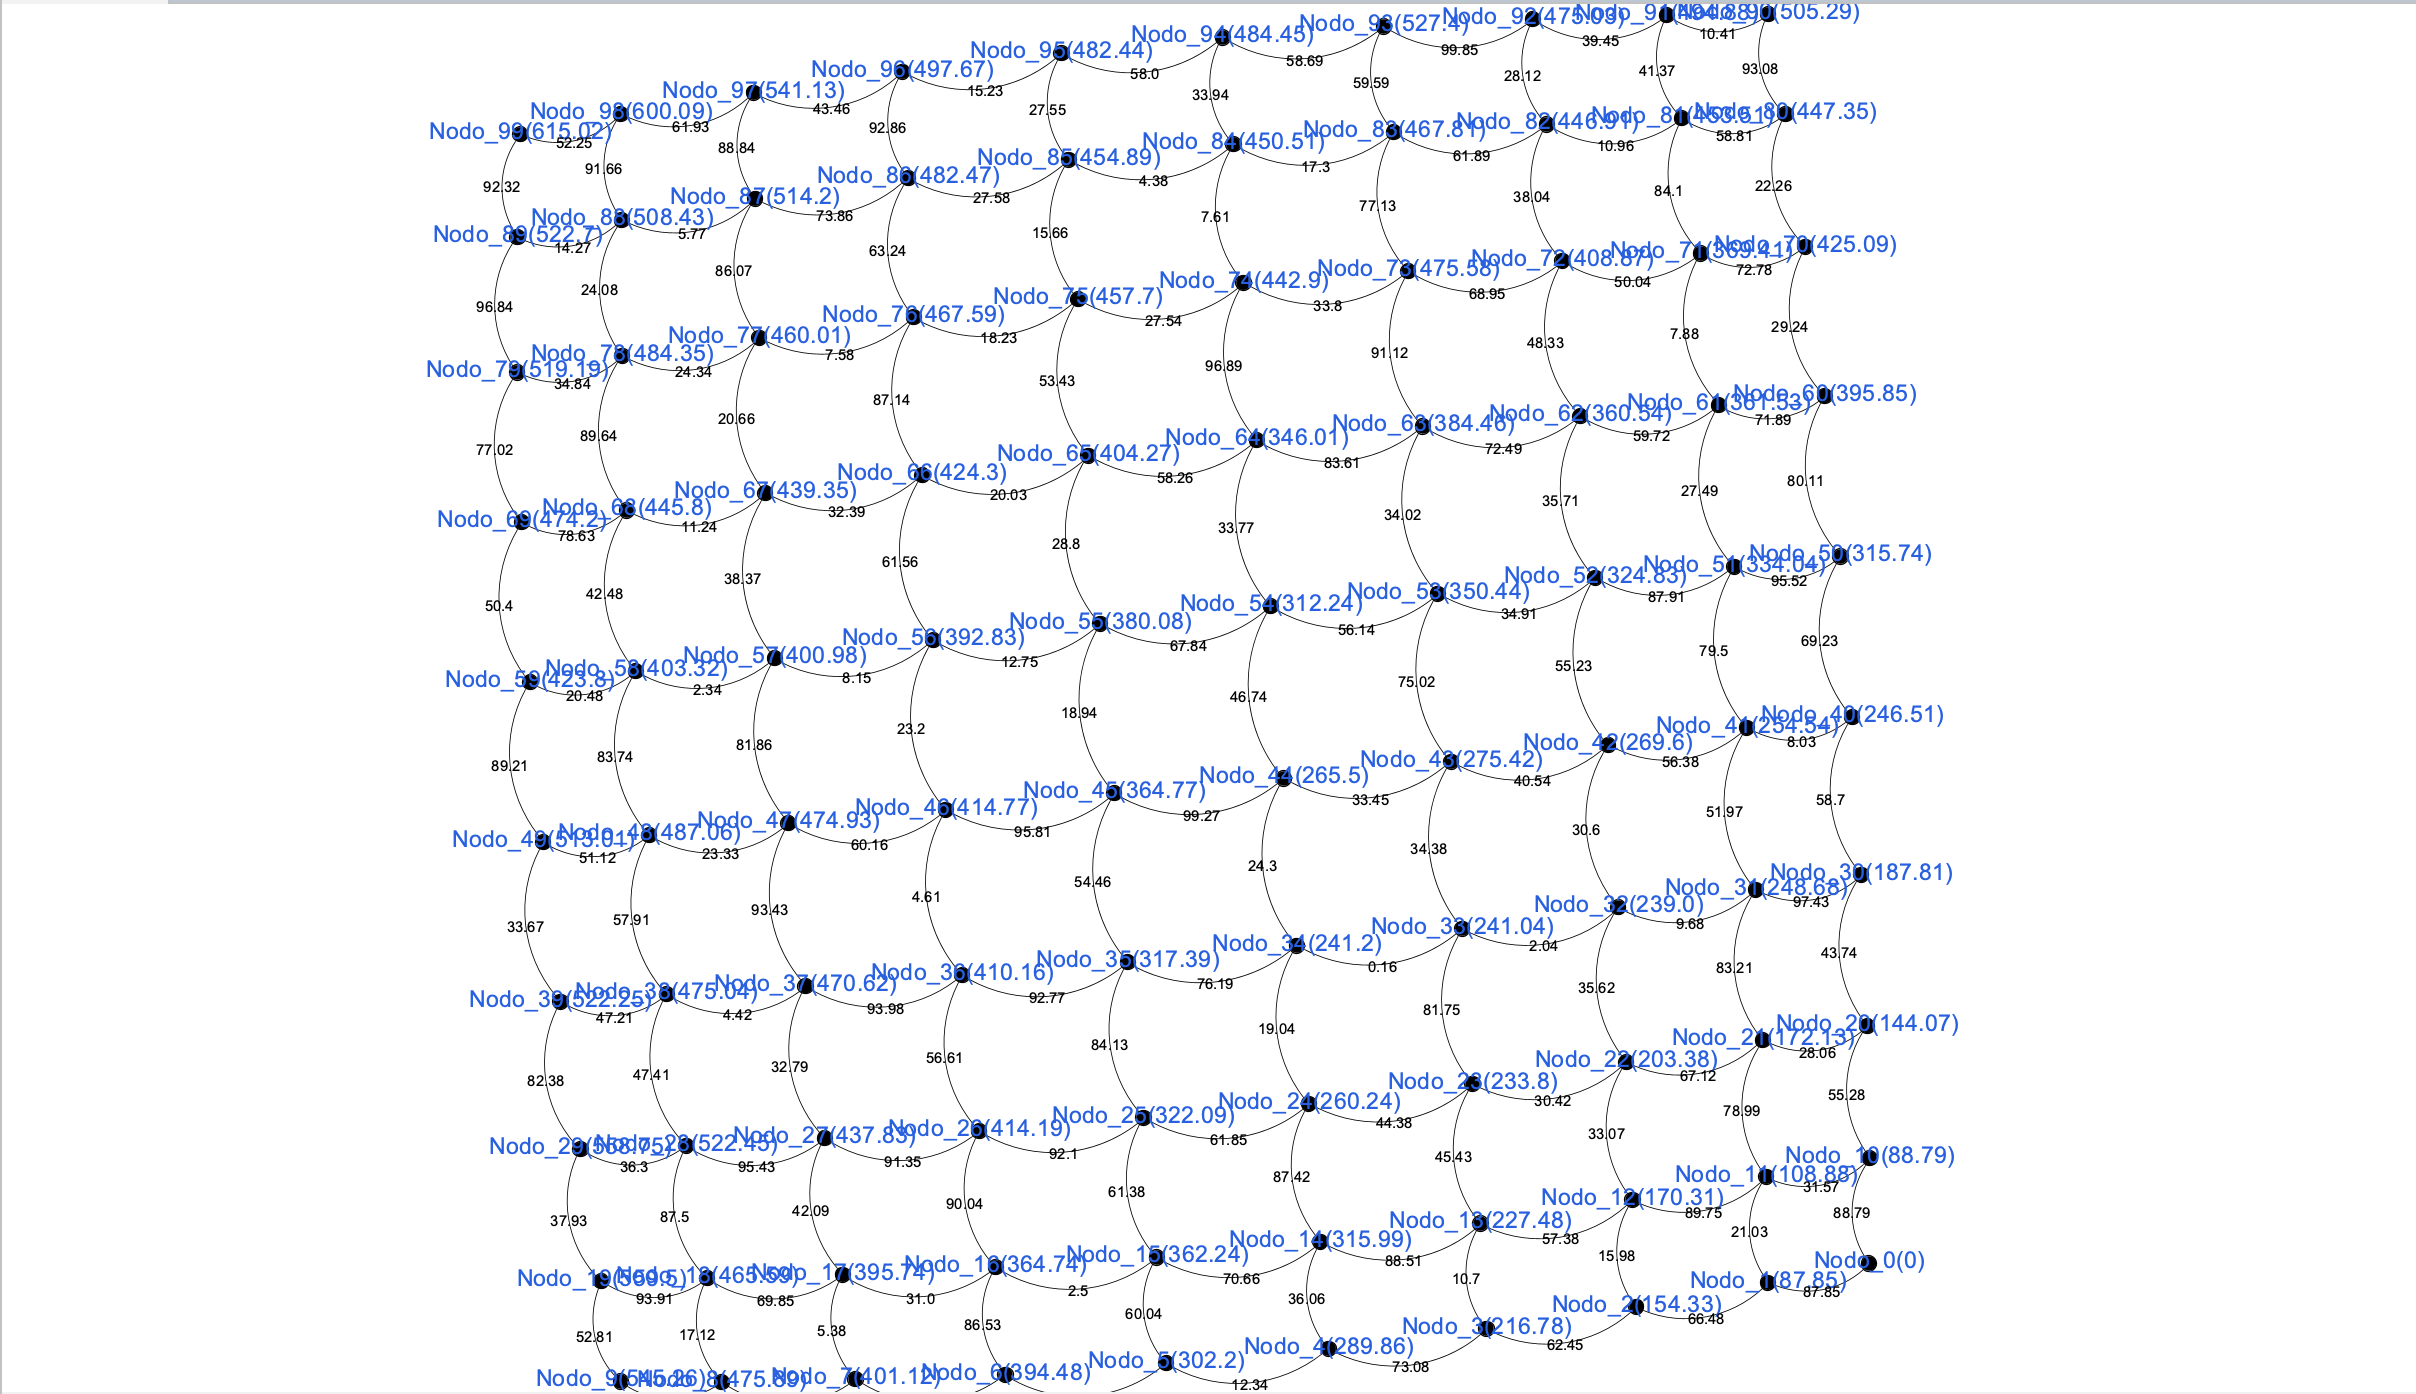 Nodo_99(615.02) Nodo_98(600.09) Nodo_97(541.13) Nodo_96(497.67) Nodo_95(482.44) Nodo_94(484.45) Nodo_93(527.4) Nodo_92(475.03) Nodo_91(494.88) Nodo_90(505.29)
52.25 61.93 43.46 15.23 58.0 58.69 99.85 39.45 10.41
92.32 91.66 88.84 92.86 27.55 33.94 59.59 28.12 41.37 93.08
Nodo_89(522.7) Nodo_88(508.43) Nodo_87(514.2) Nodo_86(482.47) Nodo_85(454.89) Nodo_84(450.51) Nodo_83(467.81) Nodo_82(446.91) Nodo_81(453.51) Nodo_80(447.35)
14.27 5.77 73.86 27.58 4.38 17.3 61.89 10.96 58.81
96.84 24.08 86.07 63.24 15.66 7.61 77.13 38.04 84.1 22.26
Nodo_79(519.19) Nodo_78(484.35) Nodo_77(460.01) Nodo_76(467.59) Nodo_75(457.7) Nodo_74(442.9) Nodo_73(475.58) Nodo_72(408.87) Nodo_71(369.41) Nodo_70(425.09)
34.84 24.34 7.58 18.23 27.54 33.8 68.95 50.04 72.78
77.02 89.64 20.66 87.14 53.43 96.89 91.12 48.33 7.88 29.24
Nodo_69(474.2) Nodo_68(445.8) Nodo_67(439.35) Nodo_66(424.3) Nodo_65(404.27) Nodo_64(346.01) Nodo_63(384.46) Nodo_62(360.54) Nodo_61(361.53) Nodo_60(395.85)
78.63 11.24 32.39 20.03 58.26 83.61 72.49 59.72 71.89
50.4 42.48 38.37 61.56 28.8 33.77 34.02 35.71 27.49 80.11
Nodo_59(423.8) Nodo_58(403.32) Nodo_57(400.98) Nodo_56(392.83) Nodo_55(380.08) Nodo_54(312.24) Nodo_53(350.44) Nodo_52(324.83) Nodo_51(334.04) Nodo_50(315.74)
20.48 2.34 8.15 12.75 67.84 56.14 34.91 87.91 95.52
89.21 83.74 81.86 23.2 18.94 46.74 75.02 55.23 79.5 69.23
Nodo_49(513.01) Nodo_48(487.06) Nodo_47(474.93) Nodo_46(414.77) Nodo_45(364.77) Nodo_44(265.5) Nodo_43(275.42) Nodo_42(269.6) Nodo_41(254.54) Nodo_40(246.51)
51.12 23.33 60.16 95.81 99.27 33.45 40.54 56.38 8.03
33.67 57.91 93.43 4.61 54.46 24.3 34.38 30.6 51.97 58.7
Nodo_39(522.25) Nodo_38(475.04) Nodo_37(470.62) Nodo_36(410.16) Nodo_35(317.39) Nodo_34(241.2) Nodo_33(241.04) Nodo_32(239.0) Nodo_31(248.68) Nodo_30(187.81)
47.21 4.42 93.98 92.77 76.19 0.16 2.04 9.68 97.43
82.38 47.41 32.79 56.61 84.13 19.04 81.75 35.62 83.21 43.74
Nodo_29(558.75) Nodo_28(522.45) Nodo_27(437.83) Nodo_26(414.19) Nodo_25(322.09) Nodo_24(260.24) Nodo_23(233.8) Nodo_22(203.38) Nodo_21(172.13) Nodo_20(144.07)
36.3 95.43 91.35 92.1 61.85 44.38 30.42 67.12 28.06
37.93 87.5 42.09 90.04 61.38 87.42 45.43 33.07 78.99 55.28
Nodo_19(559.5) Nodo_18(465.59) Nodo_17(395.74) Nodo_16(364.74) Nodo_15(362.24) Nodo_14(315.99) Nodo_13(227.48) Nodo_12(170.31) Nodo_11(108.88) Nodo_10(88.79)
93.91 69.85 31.0 2.5 70.66 88.51 57.38 89.75 31.57
52.81 17.12 5.38 86.53 60.04 36.06 10.7 15.98 21.03 88.79
Nodo_9(545.26) Nodo_8(475.89) Nodo_7(401.12) Nodo_6(394.48) Nodo_5(302.2) Nodo_4(289.86) Nodo_3(216.78) Nodo_2(154.33) Nodo_1(87.85) Nodo_0(0)
12.34 73.08 62.45 66.48 87.85